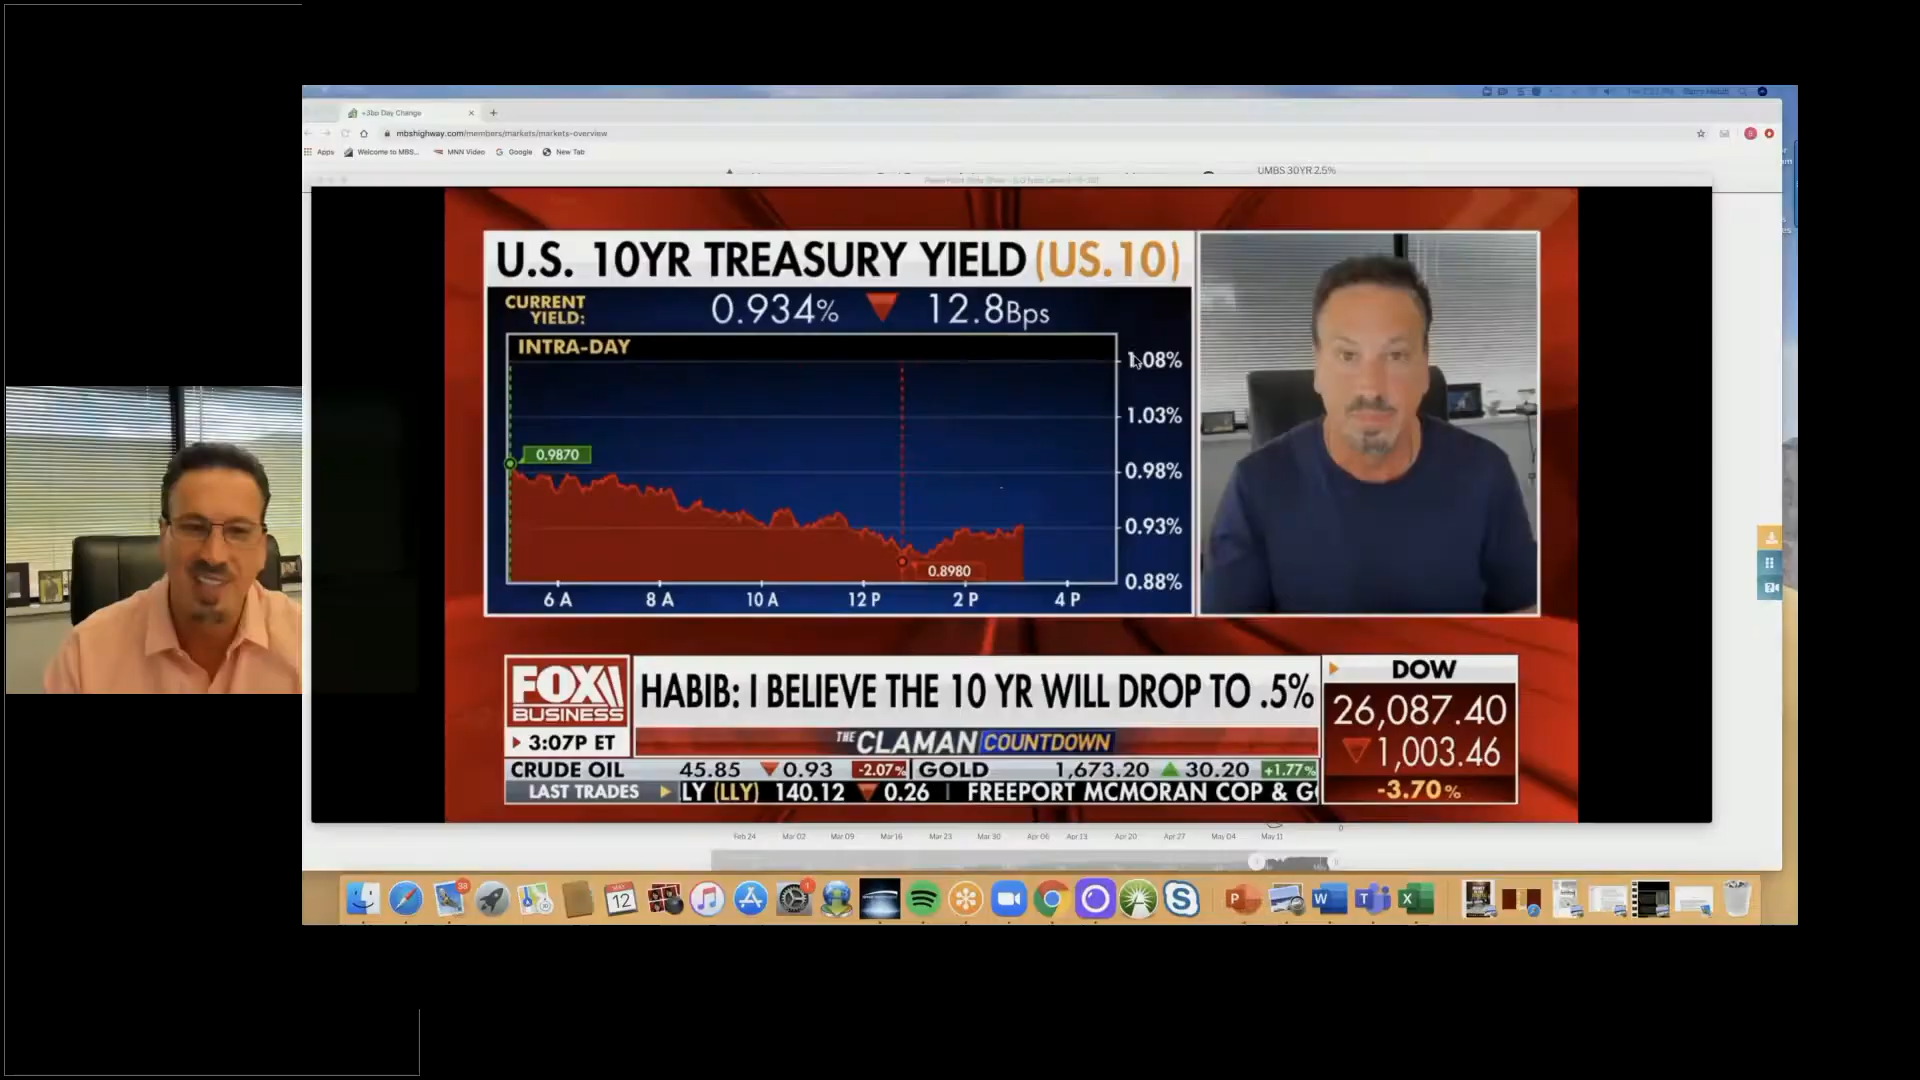 +3bp Day Change
mbshighway.com/members/markets/markets-overview
Apps
Welcome to MBS...
MNN Video
Google
New Tab
UMBS 30YR 2.5%
U.S. 10YR TREASURY YIELD (US.10)
CURRENT YIELD:
0.934% 12.8Bps
INTRA-DAY
1.08%
1.03%
0.9870
0.98%
0.93%
0.8980
0.88%
6 A 8 A 10 A 12 P 2 P 4 P
FOX BUSINESS
HABIB: I BELIEVE THE 10 YR WILL DROP TO .5%
DOW
26,087.40
1,003.46
-3.70%
3:07P ET
THE CLAMAN COUNTDOWN
CRUDE OIL 45.85 0.93 -2.07% GOLD 1,673.20 30.20 +1.77%
LAST TRADES LY (LLY) 140.12 0.26 FREEPORT MCMORAN COP & G
Feb 24 Mar 02 Mar 09 Mar 16 Mar 23 Mar 30 Apr 06 Apr 13 Apr 20 Apr 27 May 04 May 11
38
12
1